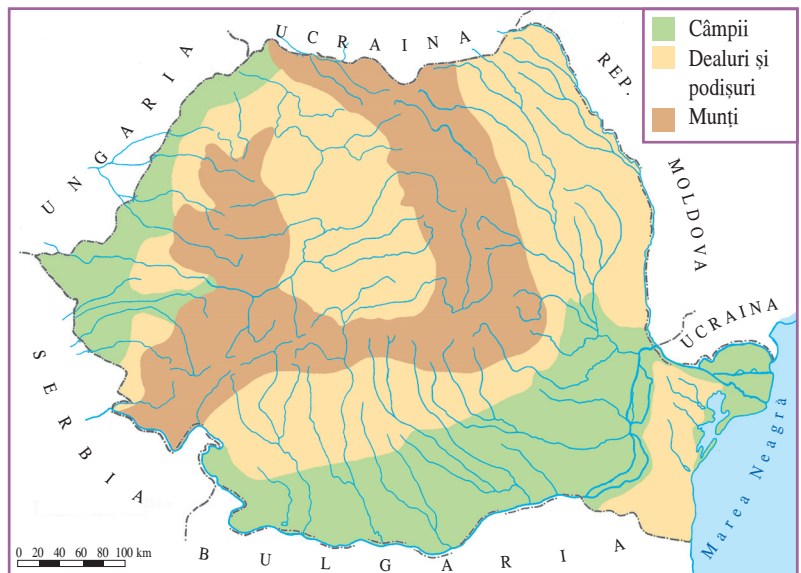 UCRAINA
UNGARIA
REP.
MOLDOVA
UCRAINA
SERBIA
BULGARIA
Marea Neagră
Câmpii
Dealuri și
podișuri
Munți
0 20 40 60 80 100 km